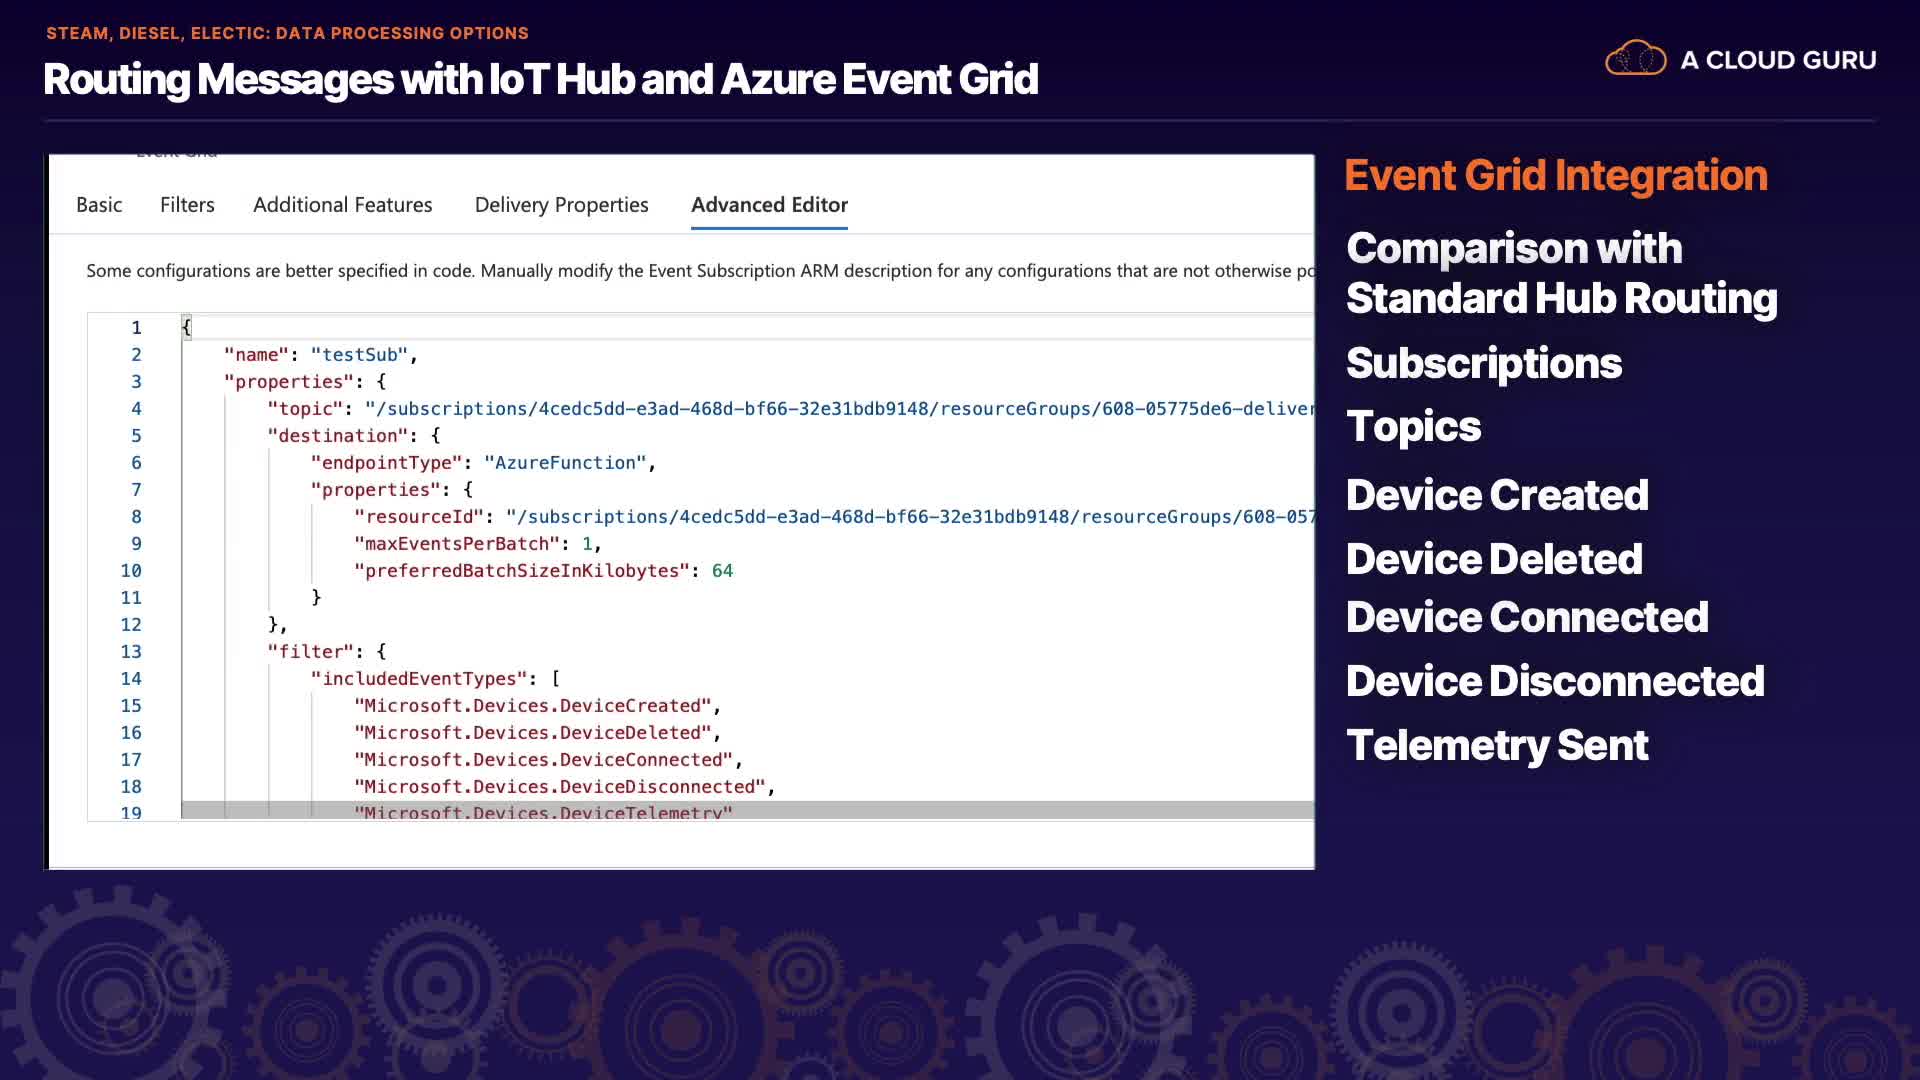 STEAM, DIESEL, ELECTIC: DATA PROCESSING OPTIONS
Routing Messages with IoT Hub and Azure Event Grid
A CLOUD GURU
Event Grid
Basic Filters Additional Features Delivery Properties Advanced Editor
Some configurations are better specified in code. Manually modify the Event Subscription ARM description for any configurations that are not otherwise
1 {
2 "name": "testSub",
3 "properties": {
4 "topic": "/subscriptions/4cedc5dd-e3ad-468d-bf66-32e31bdb9148/resourceGroups/608-05775de6-deliver
5 "destination": {
6 "endpointType": "AzureFunction",
7 "properties": {
8 "resourceId": "/subscriptions/4cedc5dd-e3ad-468d-bf66-32e31bdb9148/resourceGroups/608-057
9 "maxEventsPerBatch": 1,
10 "preferredBatchSizeInKilobytes": 64
11 }
12 },
13 "filter": {
14 "includedEventTypes": [
15 "Microsoft.Devices.DeviceCreated",
16 "Microsoft.Devices.DeviceDeleted",
17 "Microsoft.Devices.DeviceConnected",
18 "Microsoft.Devices.DeviceDisconnected",
19 "Microsoft.Devices.DeviceTelemetry"
Event Grid Integration
Comparison with
Standard Hub Routing
Subscriptions
Topics
Device Created
Device Deleted
Device Connected
Device Disconnected
Telemetry Sent